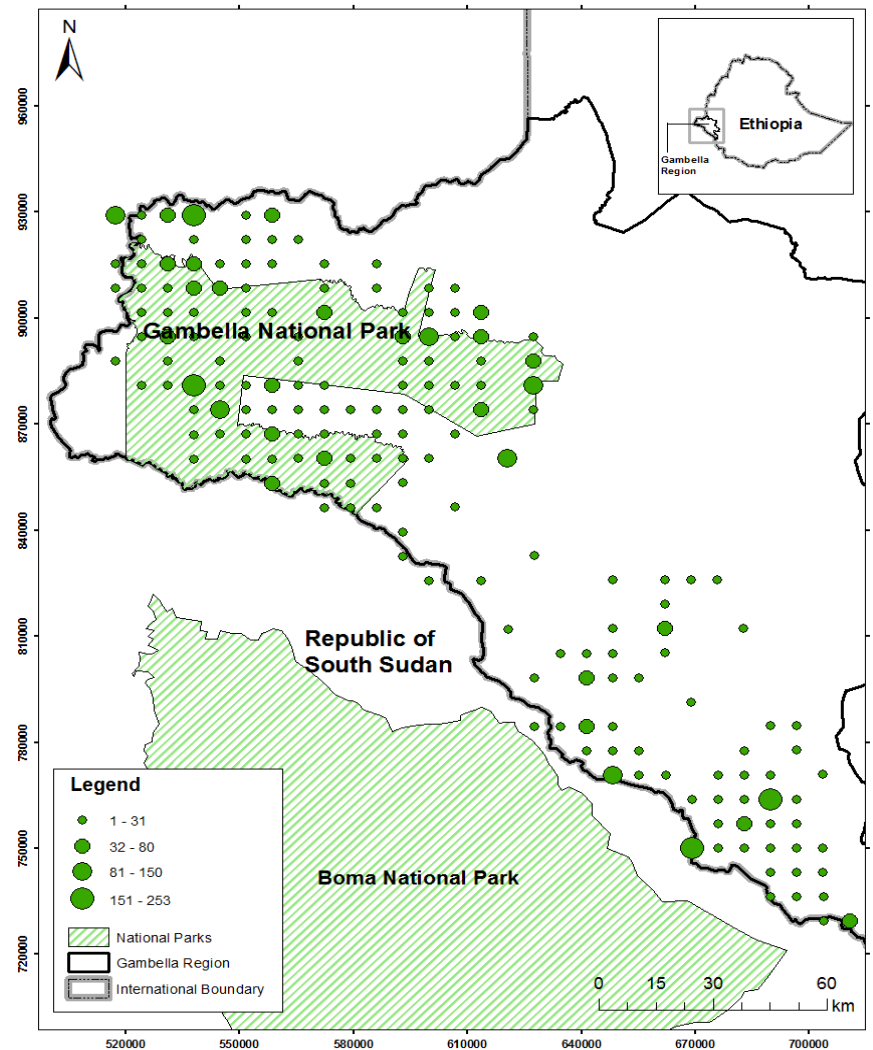 N
Ethiopia
Gambella
Region
960000
930000
900000
870000
840000
810000
780000
750000
720000
Gambella National Park
Republic of
South Sudan
Boma National Park
Legend
1 - 31
32 - 80
81 - 150
151 - 253
National Parks
Gambella Region
International Boundary
0 15 30 60
km
520000 550000 580000 610000 640000 670000 700000